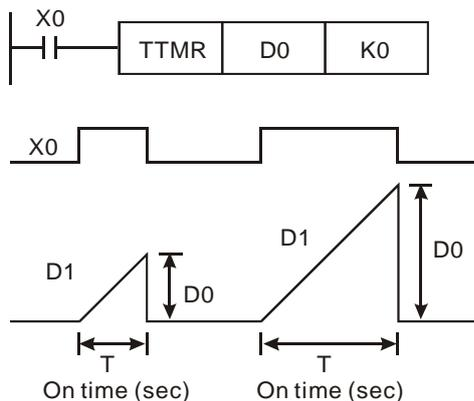 X0
TTMR D0 K0
X0
D1 D0 D1 D0
T T
On time (sec) On time (sec)